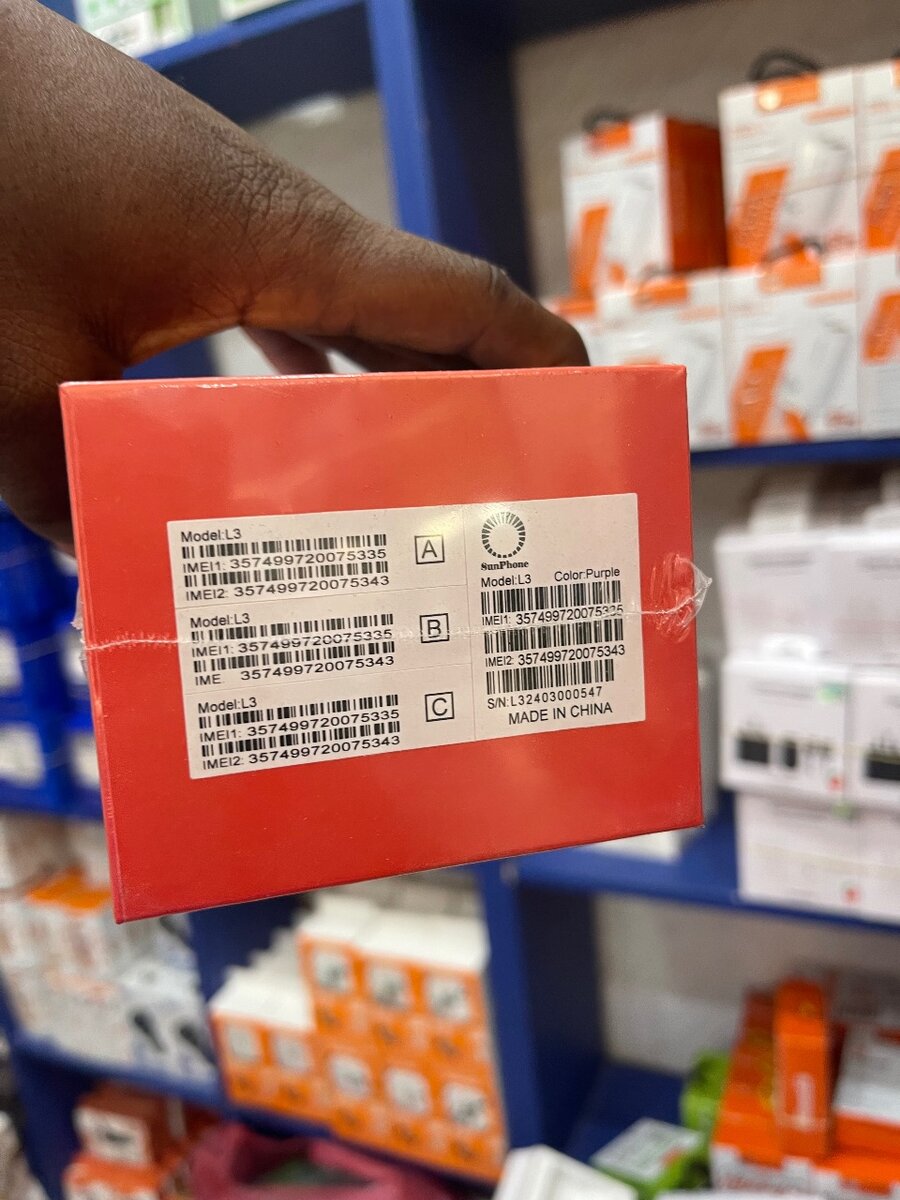 Model:L3
IMEI1: 357499720075335
IMEI2: 357499720075343
A
Model:L3
IMEI1: 357499720075335
IME 357499720075343
B
Model:L3
IMEI1: 357499720075335
IMEI2: 357499720075343
C
SunPhone
Model:L3 Color:Purple
IMEI1: 357499720075335
IMEI2: 357499720075343
S/N:L32403000547
MADE IN CHINA